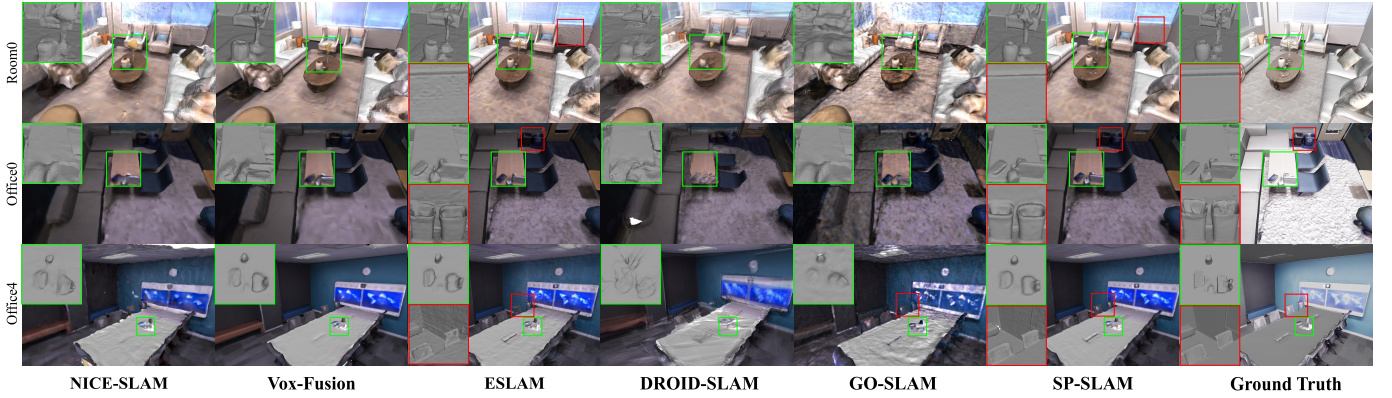 Room0
Office0
Office4
NICE-SLAM Vox-Fusion ESLAM DROID-SLAM GO-SLAM SP-SLAM Ground Truth